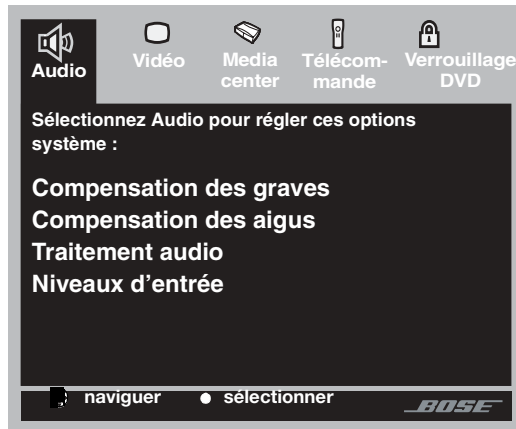 Audio
Vidéo
Media
center
Télécom-
mande
Verrouillage
DVD
Sélectionnez Audio pour régler ces options
système :
Compensation des graves
Compensation des aigus
Traitement audio
Niveaux d’entrée
naviguer ● sélectionner
BOSE